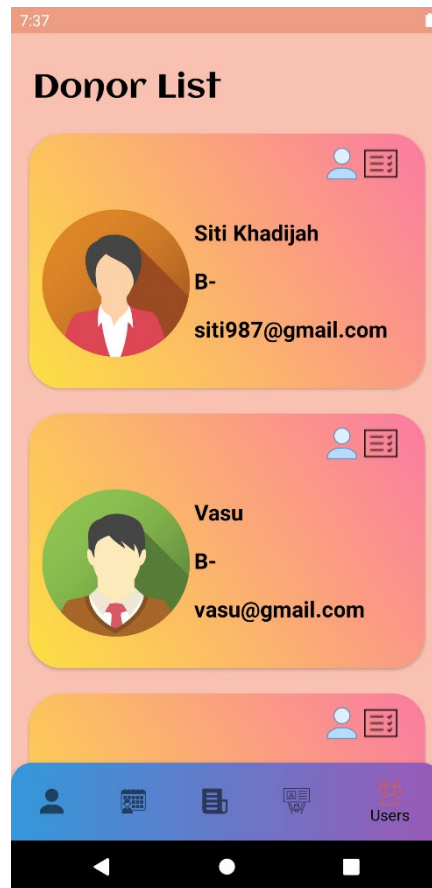 7:37
Donor List
Siti Khadijah
B-
siti987@gmail.com
Vasu
B-
vasu@gmail.com
Users